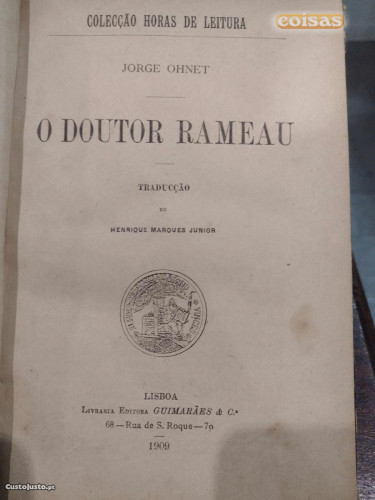 coisas
COLECÇÃO HORAS DE LEITURA
JORGE OHNET
O DOUTOR RAMEAU
TRADUCÇÃO
DE
HENRIQUE MARQUES JUNIOR
LISBOA
LIVRARIA EDITORA GUIMARÃES & C.ª
68—Rua de S. Roque—70
1909
CustoJusto.pt